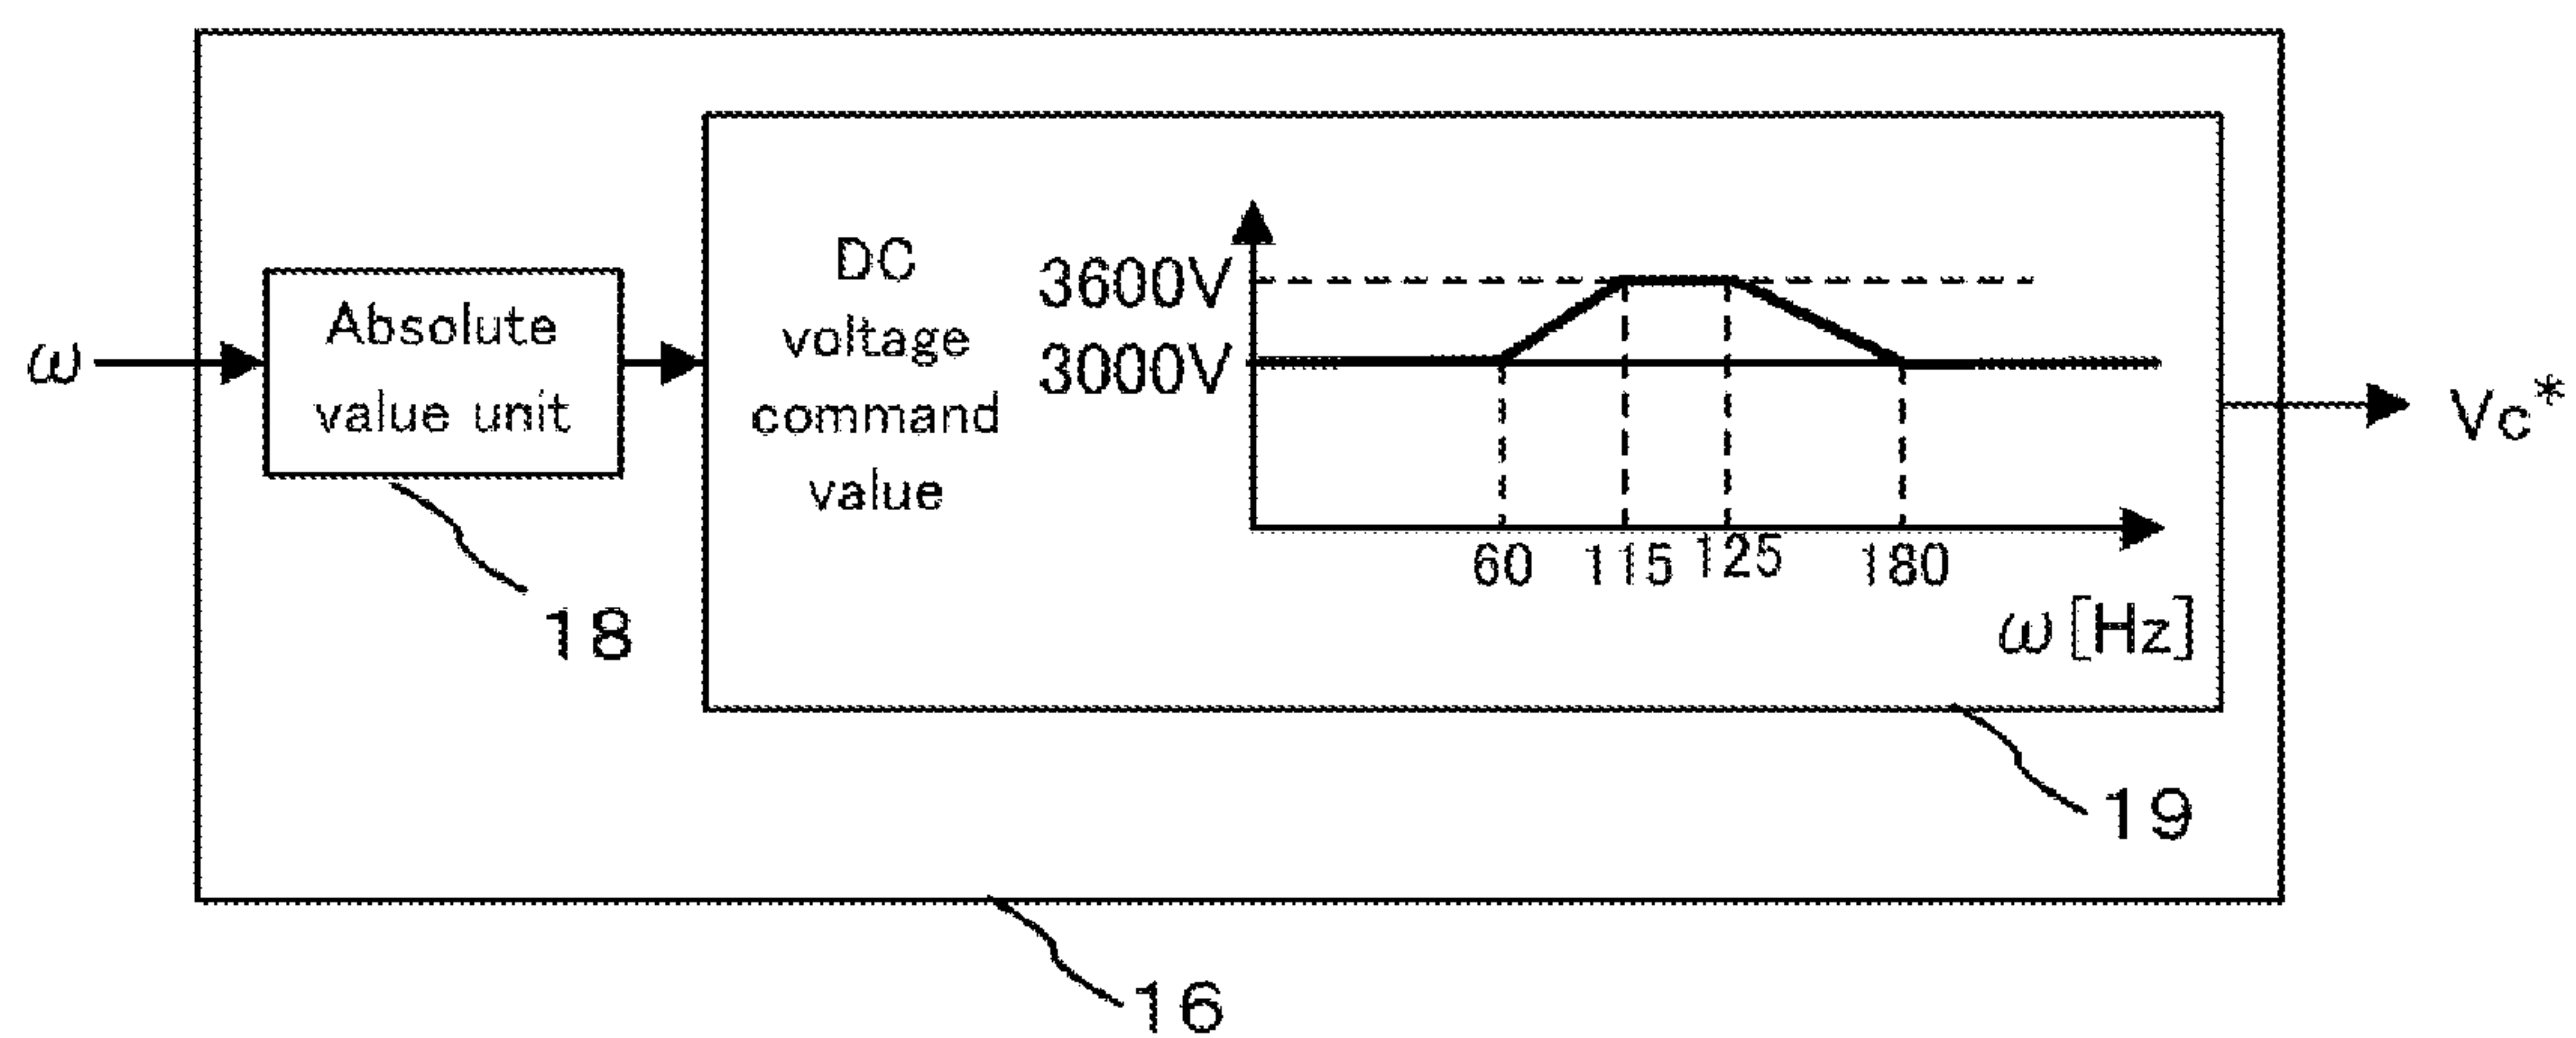 ω
Absolute
value unit
18
DC
voltage
command
value
3600V
3000V
60
115
125
180
ω[Hz]
Vc*
19
16